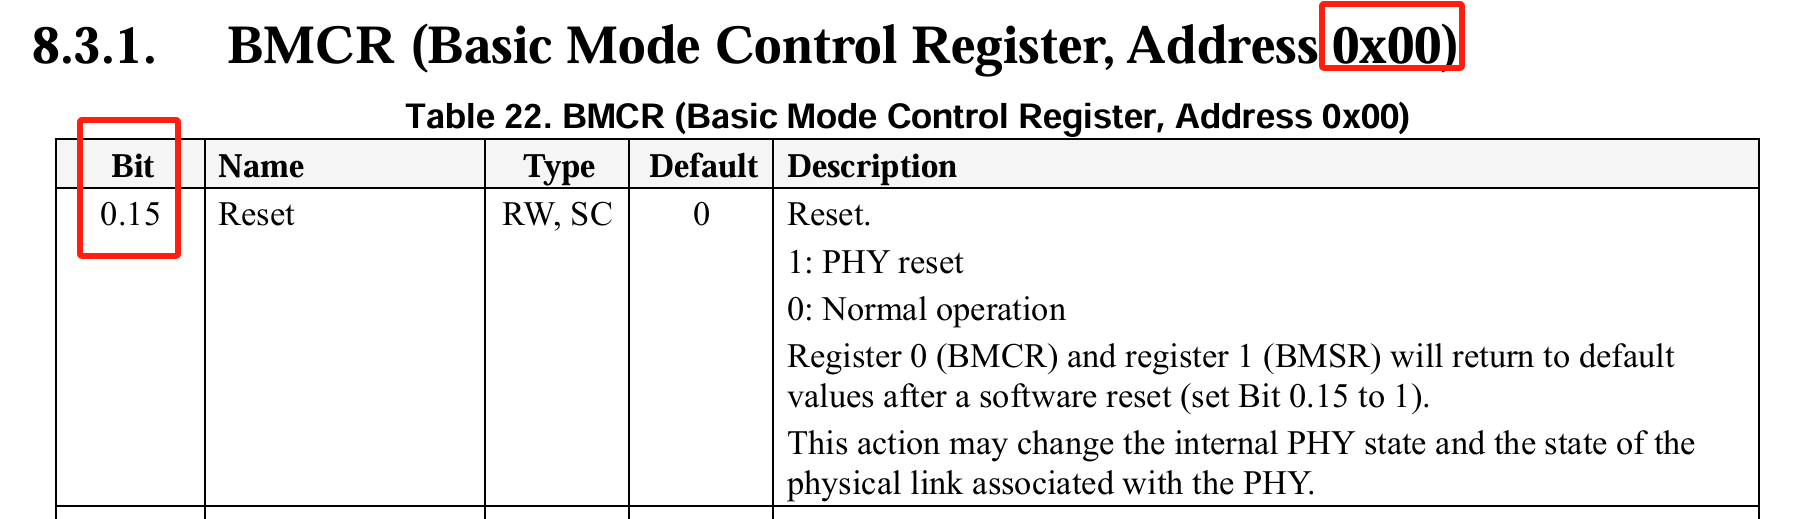 8.3.1. BMCR (Basic Mode Control Register, Address 0x00)
Table 22. BMCR (Basic Mode Control Register, Address 0x00)
Bit Name Type Default Description
0.15 Reset RW, SC 0 Reset.
1: PHY reset
0: Normal operation
Register 0 (BMCR) and register 1 (BMSR) will return to default
values after a software reset (set Bit 0.15 to 1).
This action may change the internal PHY state and the state of the
physical link associated with the PHY.